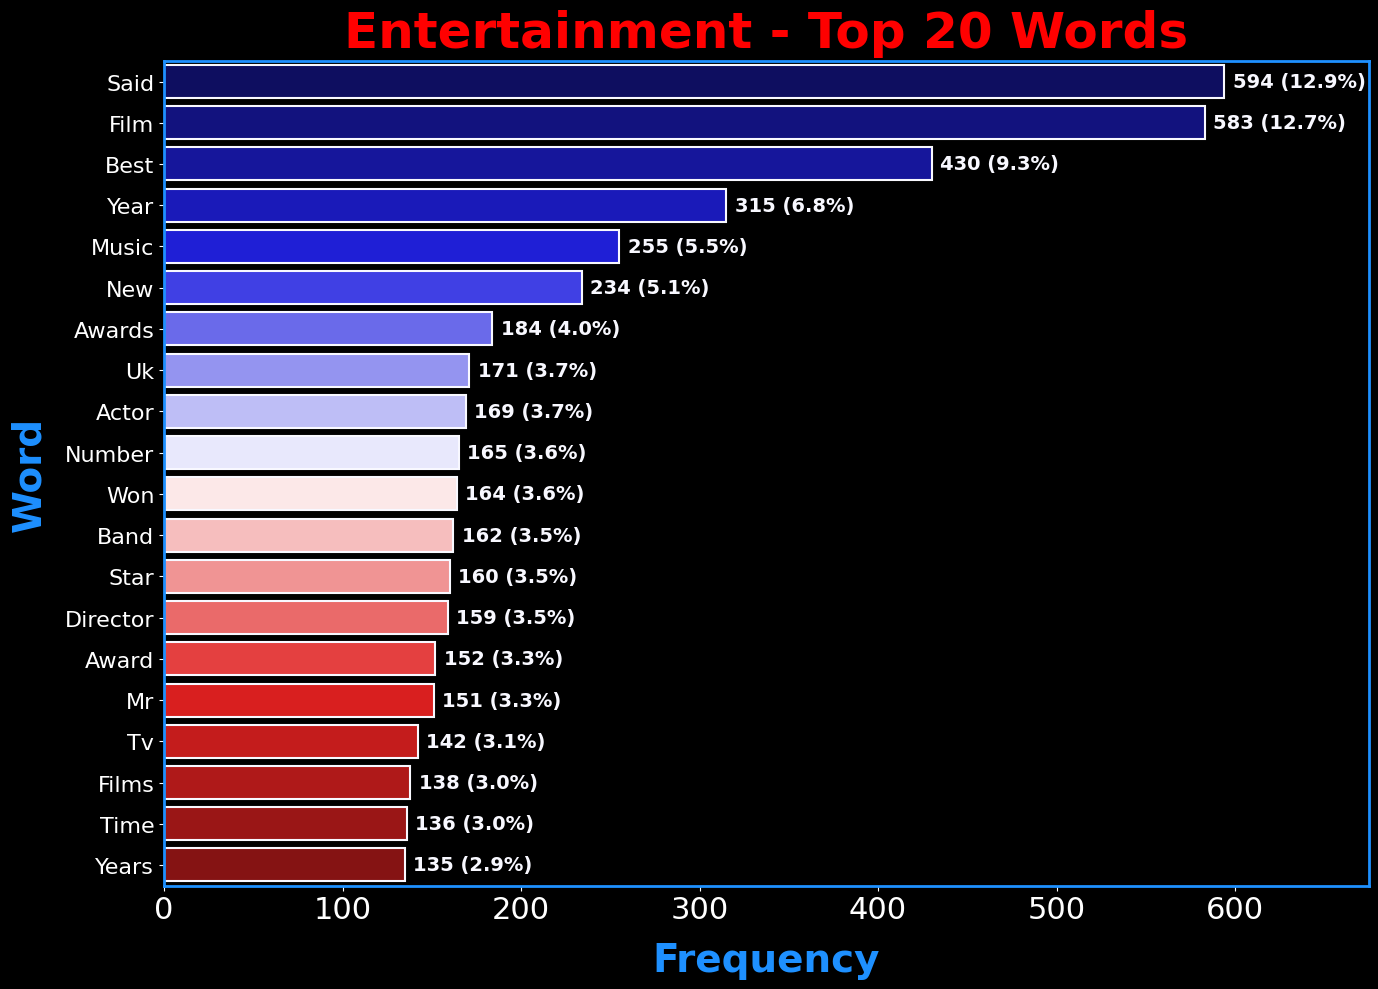 Entertainment - Top 20 Words
Said 594 (12.9%)
Film 583 (12.7%)
Best 430 (9.3%)
Year 315 (6.8%)
Music 255 (5.5%)
New 234 (5.1%)
Awards 184 (4.0%)
Uk 171 (3.7%)
Actor 169 (3.7%)
Number 165 (3.6%)
Won 164 (3.6%)
Band 162 (3.5%)
Star 160 (3.5%)
Director 159 (3.5%)
Award 152 (3.3%)
Mr 151 (3.3%)
Tv 142 (3.1%)
Films 138 (3.0%)
Time 136 (3.0%)
Years 135 (2.9%)
Word
0 100 200 300 400 500 600
Frequency